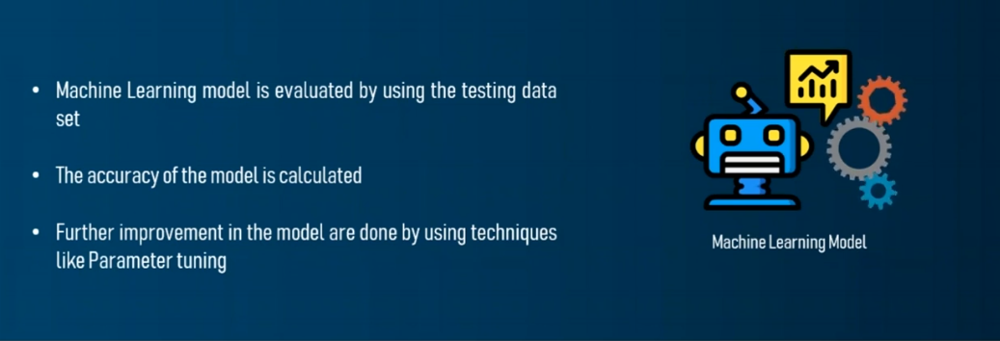 • Machine Learning model is evaluated by using the testing data
set
• The accuracy of the model is calculated
• Further improvement in the model are done by using techniques
like Parameter tuning
Machine Learning Model